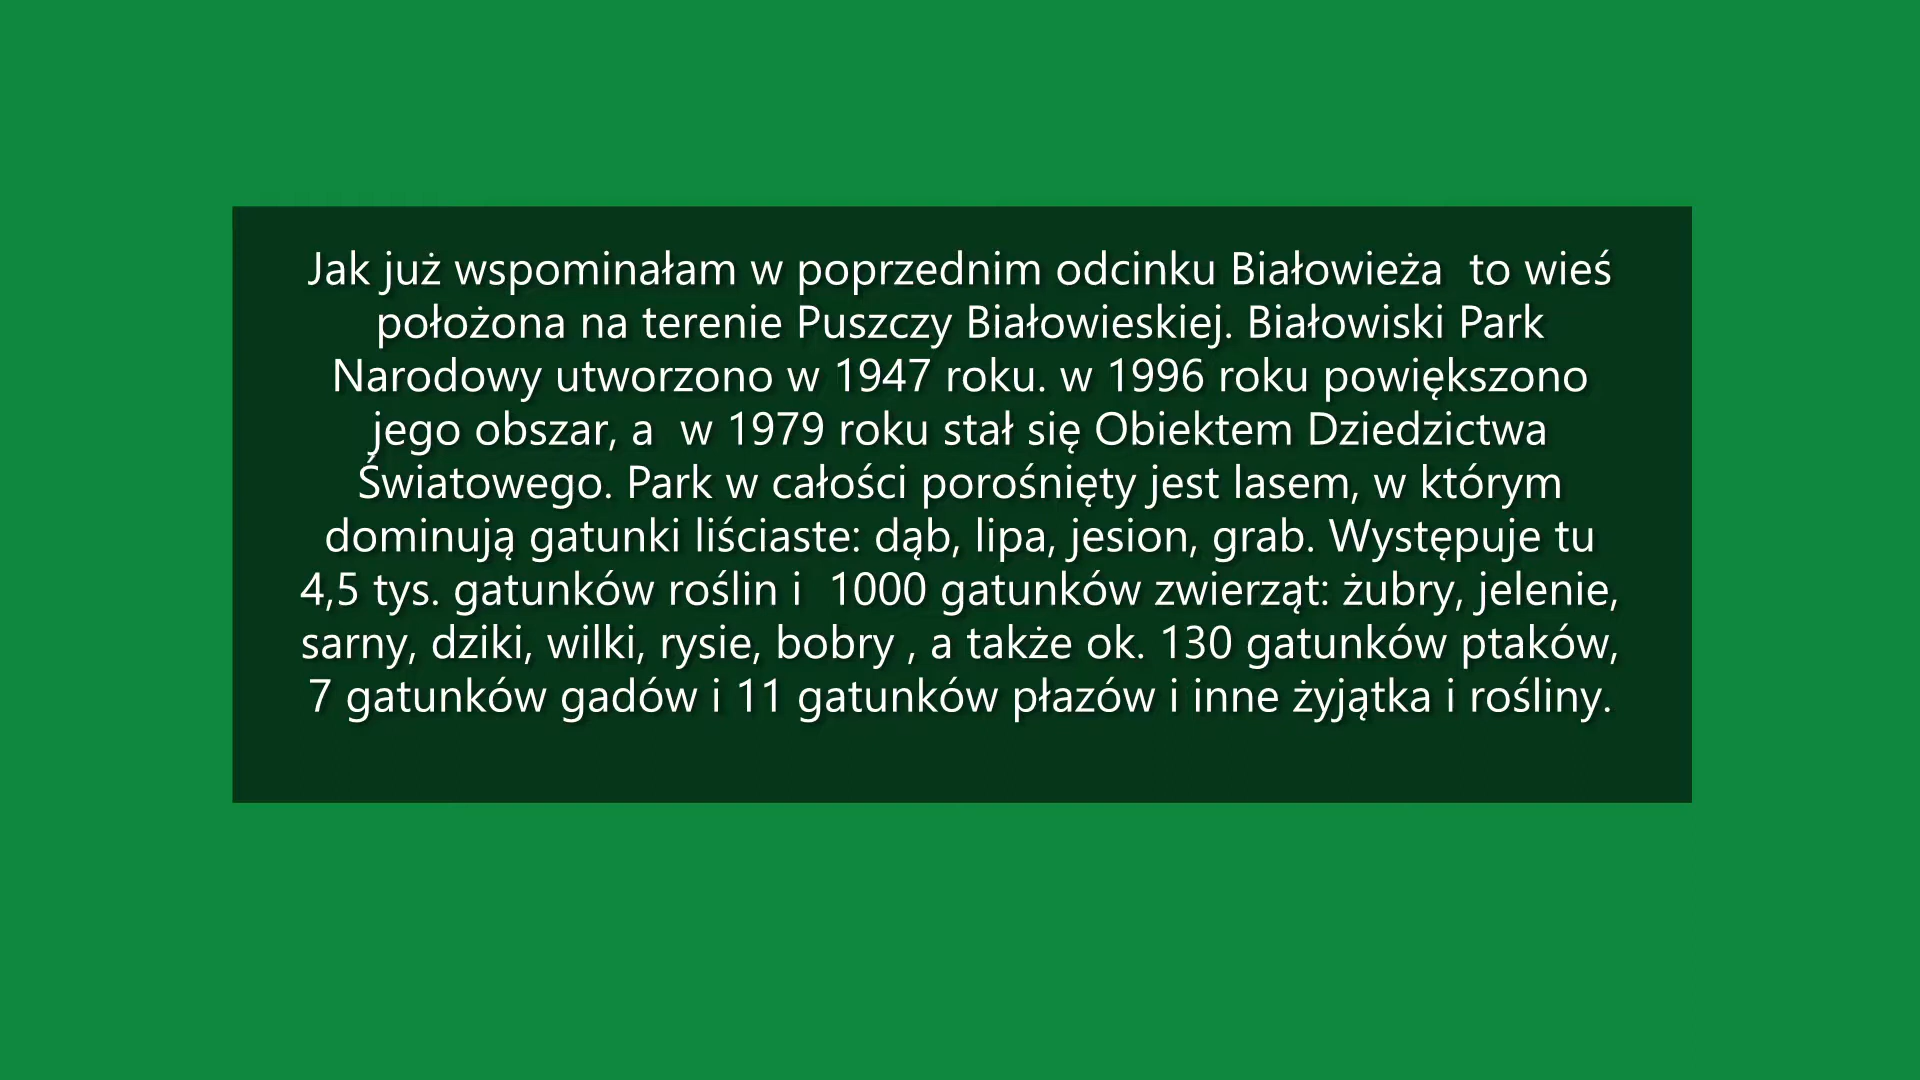 Jak już wspominałam w poprzednim odcinku Białowieża  to wieś
położona na terenie Puszczy Białowieskiej. Białowiski Park
Narodowy utworzono w 1947 roku. w 1996 roku powiększono
jego obszar, a  w 1979 roku stał się Obiektem Dziedzictwa
Światowego. Park w całości porośnięty jest lasem, w którym
dominują gatunki liściaste: dąb, lipa, jesion, grab. Występuje tu
4,5 tys. gatunków roślin i  1000 gatunków zwierząt: żubry, jelenie,
sarny, dziki, wilki, rysie, bobry , a także ok. 130 gatunków ptaków,
7 gatunków gadów i 11 gatunków płazów i inne żyjątka i rośliny.